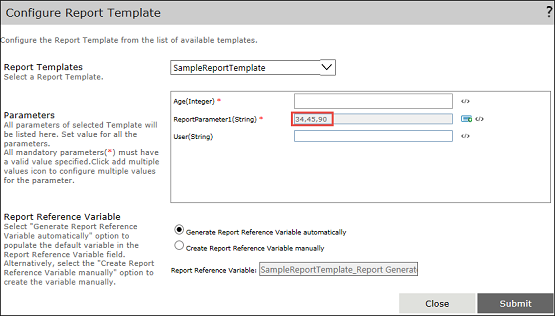 Configure Report Template
?
Configure the Report Template from the list of available templates.
Report Templates
Select a Report Template.
SampleReportTemplate
Parameters
All parameters of selected Template will
be listed here. Set value for all the
parameters.
All mandatory parameters(*) must have
a valid value specified.Click add multiple
values icon to configure multiple values
for the parameter.
Age(Integer) *
</>
ReportParameter1(String) *
34,45,90
</>
User(String)
</>
Report Reference Variable
Select "Generate Report Reference
Variable automatically" option to
populate the default variable in the
Report Reference Variable field.
Alternatively, select the "Create Report
Reference Variable manually" option to
create the variable manually.
Generate Report Reference Variable automatically
Create Report Reference Variable manually
Report Reference Variable: SampleReportTemplate_Report Generat
Close
Submit